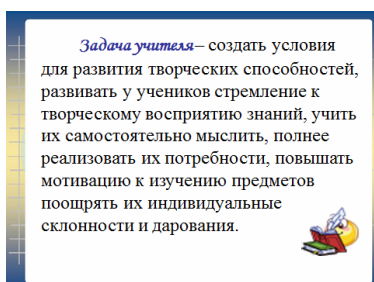 Задача учителя– создать условия
для развития творческих способностей,
развивать у учеников стремление к
творческому восприятию знаний, учить
их самостоятельно мыслить, полнее
реализовать их потребности, повышать
мотивацию к изучению предметов
поощрять их индивидуальные
склонности и дарования.